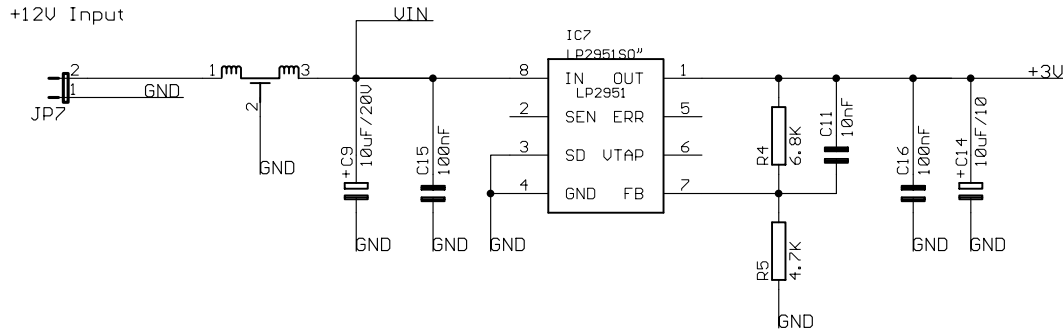 +12V Input
VIN
IC7
LP2951SO"
2
1
3
8
IN OUT
1
+3V
1
GND
LP2951
JP7
2
2
SEN ERR
5
GND
+C9
10uF/20V
C15
100nF
3
SD VTAP
6
R4
6.8K
C11
10nF
C16
100nF
+C14
10uF/10
4
GND FB
7
GND
GND
GND
R5
4.7K
GND
GND
GND